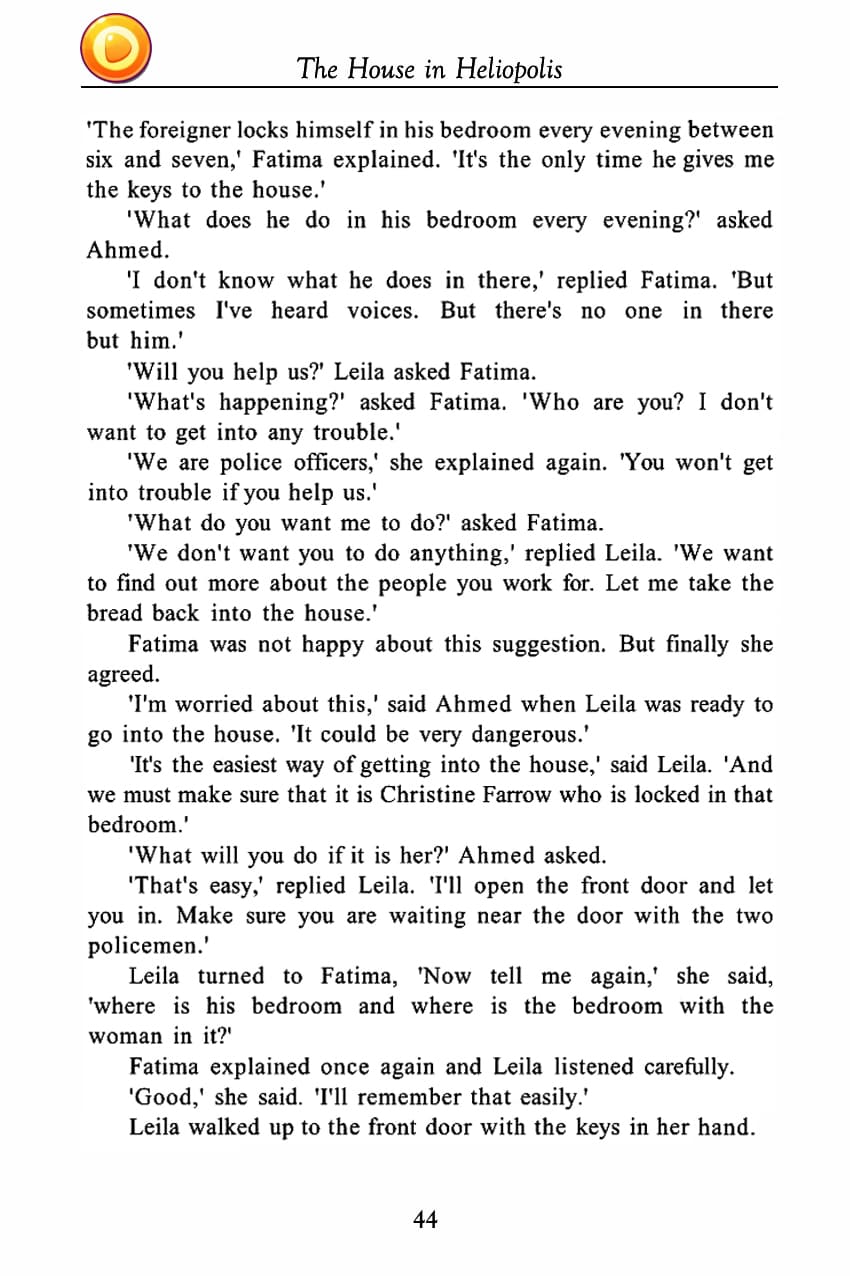 The House in Heliopolis
'The foreigner locks himself in his bedroom every evening between
six and seven,' Fatima explained. 'It's the only time he gives me
the keys to the house.'
'What does he do in his bedroom every evening?' asked
Ahmed.
'I don't know what he does in there,' replied Fatima. 'But
sometimes I've heard voices. But there's no one in there
but him.'
'Will you help us?' Leila asked Fatima.
'What's happening?' asked Fatima. 'Who are you? I don't
want to get into any trouble.'
'We are police officers,' she explained again. 'You won't get
into trouble if you help us.'
'What do you want me to do?' asked Fatima.
'We don't want you to do anything,' replied Leila. 'We want
to find out more about the people you work for. Let me take the
bread back into the house.'
Fatima was not happy about this suggestion. But finally she
agreed.
'I'm worried about this,' said Ahmed when Leila was ready to
go into the house. 'It could be very dangerous.'
'It's the easiest way of getting into the house,' said Leila. 'And
we must make sure that it is Christine Farrow who is locked in that
bedroom.'
'What will you do if it is her?' Ahmed asked.
'That's easy,' replied Leila. 'I'll open the front door and let
you in. Make sure you are waiting near the door with the two
policemen.'
Leila turned to Fatima, 'Now tell me again,' she said,
'where is his bedroom and where is the bedroom with the
woman in it?'
Fatima explained once again and Leila listened carefully.
'Good,' she said. 'I'll remember that easily.'
Leila walked up to the front door with the keys in her hand.
44